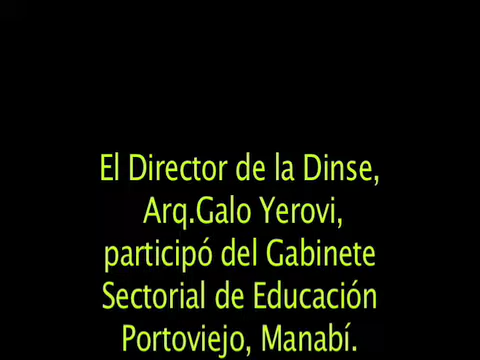 El Director de la Dinse,
Arq.Galo Yerovi,
participó del Gabinete
Sectorial de Educación
Portoviejo, Manabí.